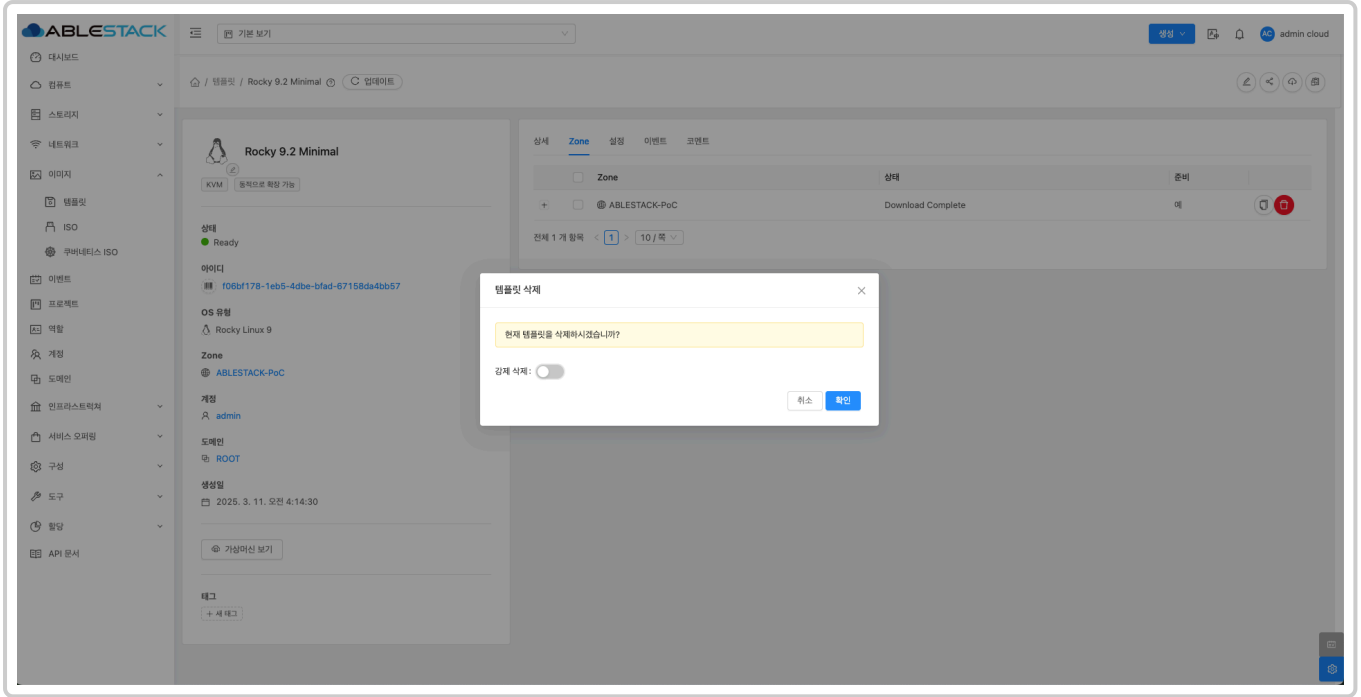 ABLESTACK
기본 보기
생성
AC admin cloud
대시보드
컴퓨트
스토리지
네트워크
이미지
템플릿
ISO
쿠버네티스 ISO
이벤트
프로젝트
역할
계정
도메인
인프라스트럭쳐
서비스 오퍼링
구성
도구
할당
API 문서
/ 템플릿 / Rocky 9.2 Minimal 업데이트
Rocky 9.2 Minimal
KVM 동적으로 확장 가능
상태
Ready
아이디
f06bf178-1eb5-4dbe-bfad-67158da4bb57
OS 유형
Rocky Linux 9
Zone
ABLESTACK-PoC
계정
admin
도메인
ROOT
생성일
2025. 3. 11. 오전 4:14:30
가상머신 보기
태그
+ 새 태그
상세 Zone 설정 이벤트 코멘트
Zone 상태 준비
+ ABLESTACK-PoC Download Complete 예
전체 1 개 항목 < 1 > 10 / 쪽
템플릿 삭제
현재 템플릿을 삭제하시겠습니까?
강제 삭제 :
취소 확인